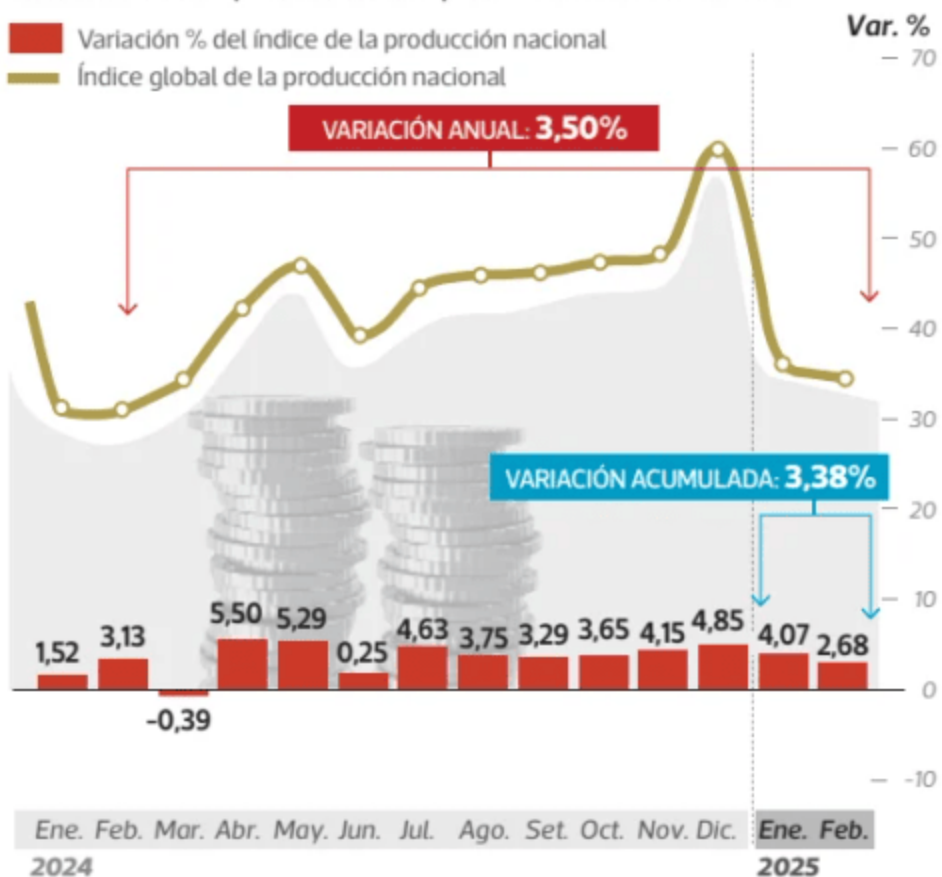 Var. %
Variación % del índice de la producción nacional
Índice global de la producción nacional
70
VARIACIÓN ANUAL: 3,50%
60
50
40
30
VARIACIÓN ACUMULADA: 3,38%
20
10
1,52 3,13 -0,39 5,50 5,29 0,25 4,63 3,75 3,29 3,65 4,15 4,85 4,07 2,68
0
-10
Ene. Feb. Mar. Abr. May. Jun. Jul. Ago. Set. Oct. Nov. Dic. Ene. Feb.
2024 2025